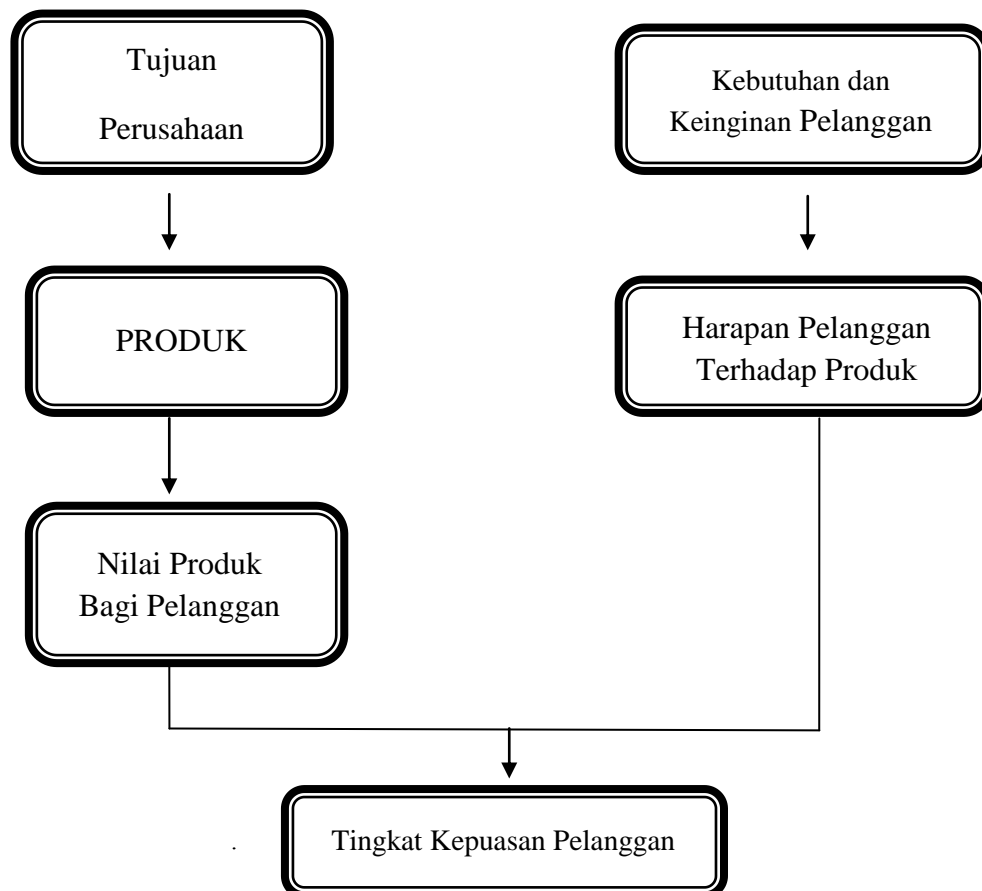 Tujuan
Perusahaan
Kebutuhan dan
Keinginan Pelanggan
PRODUK
Harapan Pelanggan
Terhadap Produk
Nilai Produk
Bagi Pelanggan
. Tingkat Kepuasan Pelanggan